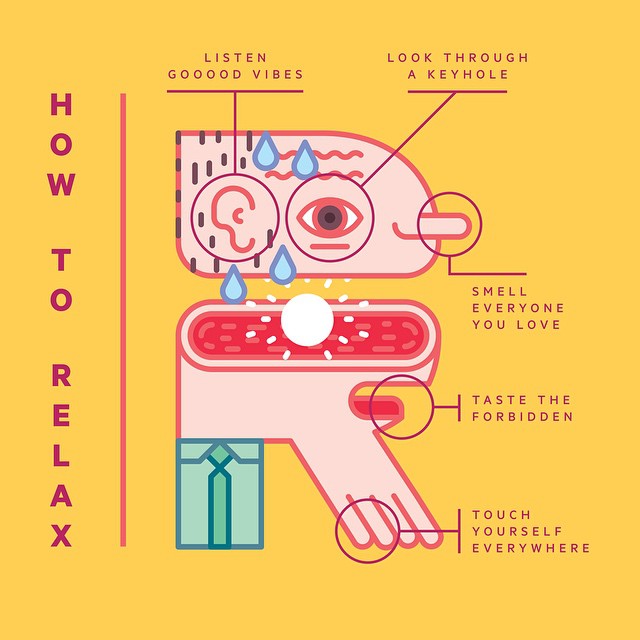 HOW TO RELAX
LISTEN
GOOOOD VIBES
LOOK THROUGH
A KEYHOLE
SMELL
EVERYONE
YOU LOVE
TASTE THE
FORBIDDEN
TOUCH
YOURSELF
EVERYWHERE